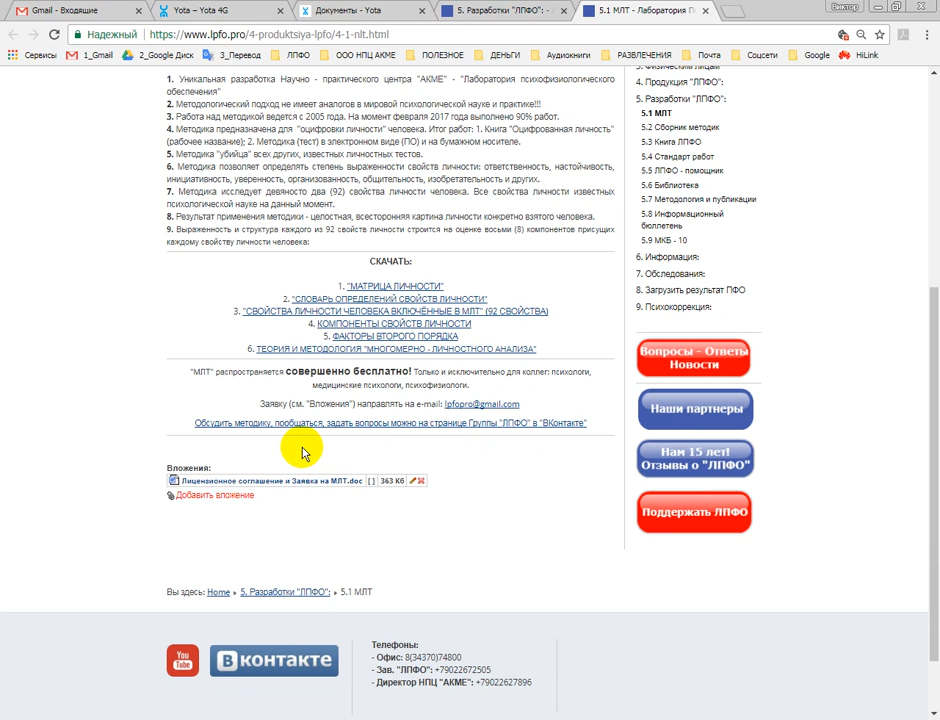 Gmail - Входящие
Yota – Yota 4G
Документы - Yota
5. Разработки "ЛПФО": -
5.1 МЛТ - Лаборатория П
Виктор
Надежный
https://www.lpfo.pro/4-produktsiya-lpfo/4-1-nlt.html
Сервисы
1_Gmail
2_Google Диск
3_Перевод
ЛПФО
ООО НПЦ АКМЕ
ПОЛЕЗНОЕ
ДЕНЬГИ
Аудиокниги
РАЗВЛЕЧЕНИЯ
Почта
Соцсети
Google
HiLink
1. Уникальная разработка Научно - практического центра "АКМЕ" - "Лаборатория психофизиологического
обеспечения"
2. Методологический подход не имеет аналогов в мировой психологической науке и практике!!!
3. Работа над методикой ведется с 2005 года. На момент февраля 2017 года выполнено 90% работ.
4. Методика предназначена для "оцифровки личности" человека. Итог работ: 1. Книга "Оцифрованная личность"
(рабочее название); 2. Методика (тест) в электронном виде (ПО) и на бумажном носителе.
5. Методика "убийца" всех других, известных личностных тестов.
6. Методика позволяет определять степень выраженности свойств личности: ответственность, настойчивость,
инициативность, уверенность, организованность, общительность, изобретательность и других.
7. Методика исследует девяносто два (92) свойства личности человека. Все свойства личности известных
психологической науке на данный момент.
8. Результат применения методики - целостная, всесторонняя картина личности конкретно взятого человека.
9. Выраженность и структура каждого из 92 свойств личности строится на оценке восьми (8) компонентов присущих
каждому свойству личности человека:
СКАЧАТЬ:
1. "МАТРИЦА ЛИЧНОСТИ"
2. "СЛОВАРЬ ОПРЕДЕЛЕНИЙ СВОЙСТВ ЛИЧНОСТИ"
3. "СВОЙСТВА ЛИЧНОСТИ ЧЕЛОВЕКА ВКЛЮЧЁННЫЕ В МЛТ" (92 СВОЙСТВА)
4. КОМПОНЕНТЫ СВОЙСТВ ЛИЧНОСТИ
5. ФАКТОРЫ ВТОРОГО ПОРЯДКА
6. ТЕОРИЯ И МЕТОДОЛОГИЯ "МНОГОМЕРНО - ЛИЧНОСТНОГО АНАЛИЗА"
"МЛТ" распространяется совершенно бесплатно! Только и исключительно для коллег: психологи,
медицинские психологи, психофизиологи.
Заявку (см. "Вложения") направлять на e-mail: lpfopro@gmail.com
Обсудить методику, пообщаться, задать вопросы можно на странице Группы "ЛПФО" в "ВКонтакте"
Вложения:
Лицензионное соглашение и Заявка на МЛТ.doc [ ] 363 Кб
Добавить вложение
3. Физическим лицам
4. Продукция "ЛПФО":
5. Разработки "ЛПФО":
5.1 МЛТ
5.2 Сборник методик
5.3 Книга ЛПФО
5.4 Стандарт работ
5.5 ЛПФО - помощник
5.6 Библиотека
5.7 Методология и публикации
5.8 Информационный
бюллетень
5.9 МКБ - 10
6. Информация:
7. Обследования:
8. Загрузить результат ПФО
9. Психокоррекция:
Вопросы - Ответы
Новости
Наши партнеры
Нам 15 лет!
Отзывы о "ЛПФО"
Поддержать ЛПФО
Вы здесь: Home ▸ 5. Разработки "ЛПФО": ▸ 5.1 МЛТ
You
Tube
В контакте
Телефоны:
- Офис: 8(34370)74800
- Зав. "ЛПФО": +79022672505
- Директор НПЦ "АКМЕ": +79022627896